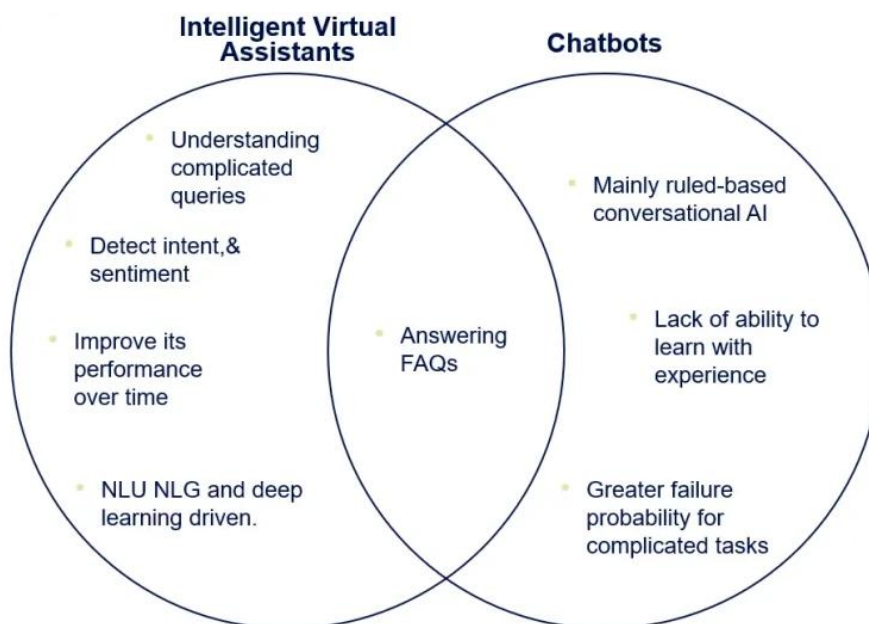 Intelligent Virtual
Assistants
Chatbots
Understanding
complicated
queries
Detect intent,&
sentiment
Improve its
performance
over time
NLU NLG and deep
learning driven.
Answering
FAQs
Mainly ruled-based
conversational AI
Lack of ability to
learn with
experience
Greater failure
probability for
complicated tasks